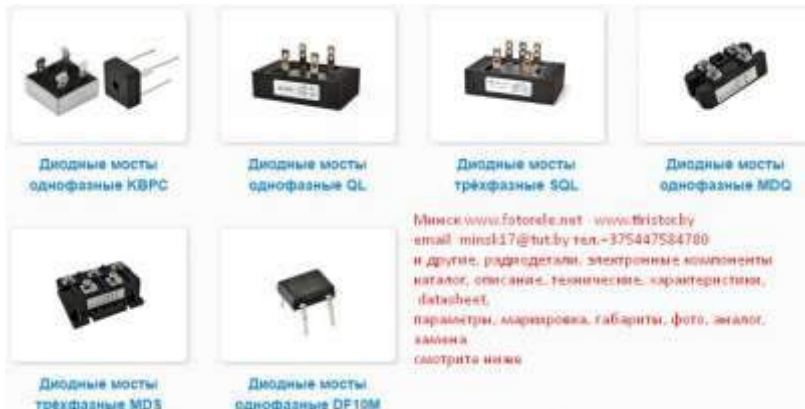 Диодные мосты
однофазные KBPC
Диодные мосты
однофазные QL
Диодные мосты
трёхфазные SQL
Диодные мосты
однофазные MDQ
Минск www.fotorele.net www.tiristor.by
email minsk17@tut.by тел.+375447584780
и другие, радиодетали, электронные компоненты
каталог, описание, технические, характеристики,
datasheet,
параметры, маркировка, габариты, фото, аналог,
замена
смотрите ниже
Диодные мосты
трёхфазные MDS
Диодные мосты
однофазные DF10M